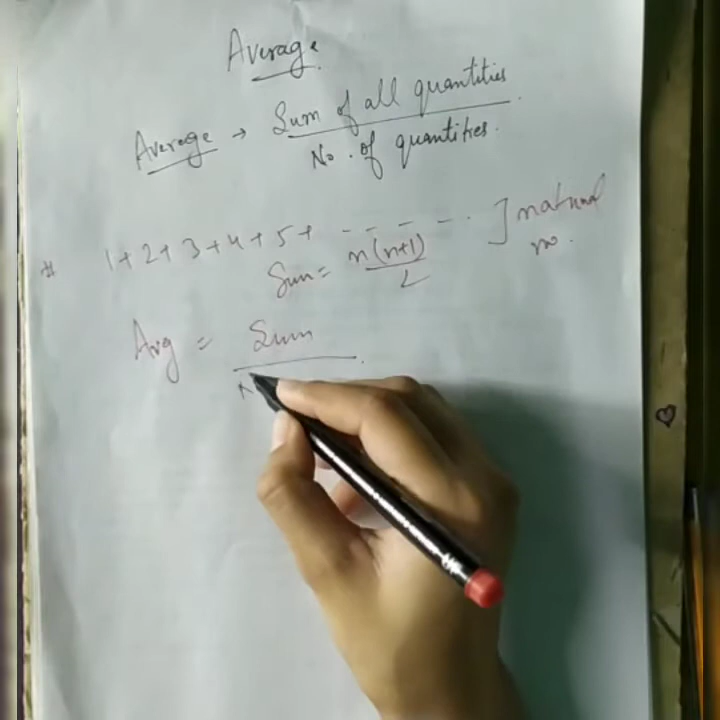 Average
Average → Sum of all quantities
No. of quantities.
# 1+2+3+4+5+ - - - - . ] natural no.
Sum = n(n+1)
2
Avg = Sum
N